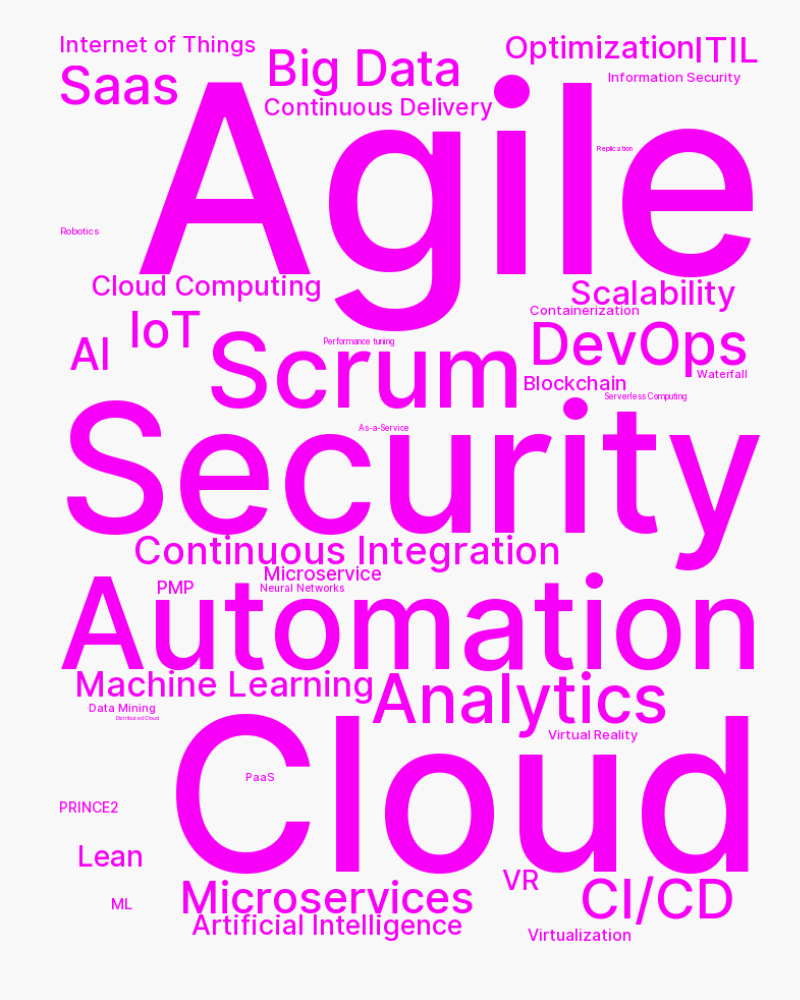 Internet of Things
Big Data
Optimization
ITIL
Saas
Information Security
Continuous Delivery
Agile
Replication
Robotics
Cloud Computing
Scalability
Containerization
IoT
AI
Scrum
Performance tuning
DevOps
Waterfall
Blockchain
Serverless Computing
Security
As-a-Service
Continuous Integration
Microservice
PMP
Neural Networks
Automation
Machine Learning
Analytics
Data Mining
Distributed Cloud
Virtual Reality
Cloud
PaaS
PRINCE2
Lean
VR
CI/CD
ML
Microservices
Artificial Intelligence
Virtualization